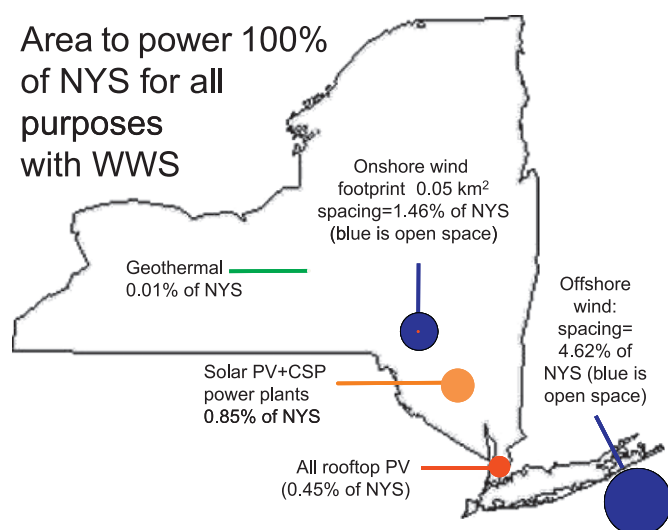 Area to power 100%
of NYS for all
purposes
with WWS
Onshore wind
footprint 0.05 km²
spacing=1.46% of NYS
(blue is open space)
Geothermal
0.01% of NYS
Offshore
wind:
spacing=
4.62% of
NYS (blue is
open space)
Solar PV+CSP
power plants
0.85% of NYS
All rooftop PV
(0.45% of NYS)